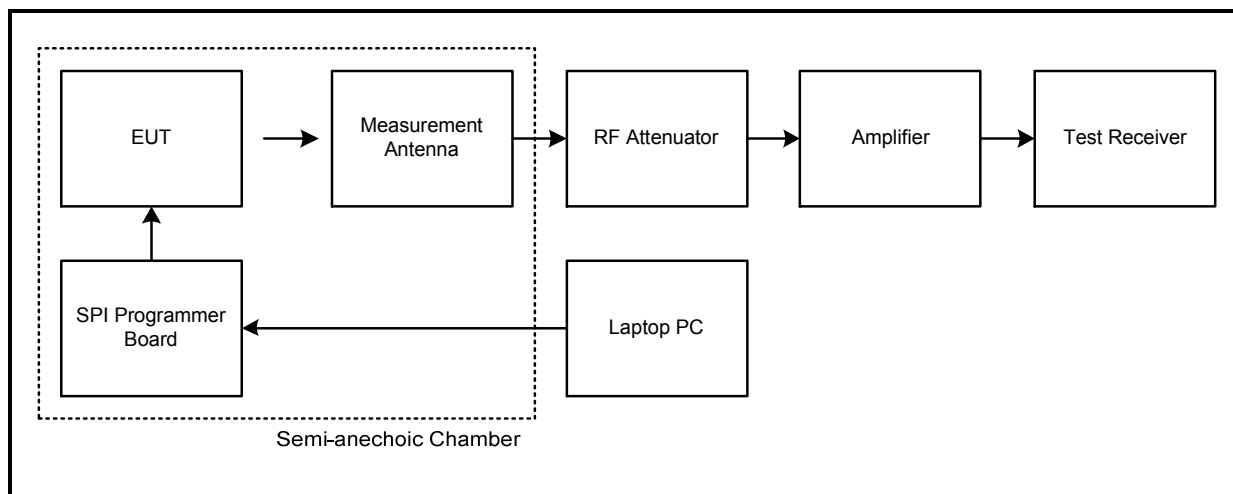 EUT
Measurement
Antenna
RF Attenuator
Amplifier
Test Receiver
SPI Programmer
Board
Laptop PC
Semi-anechoic Chamber